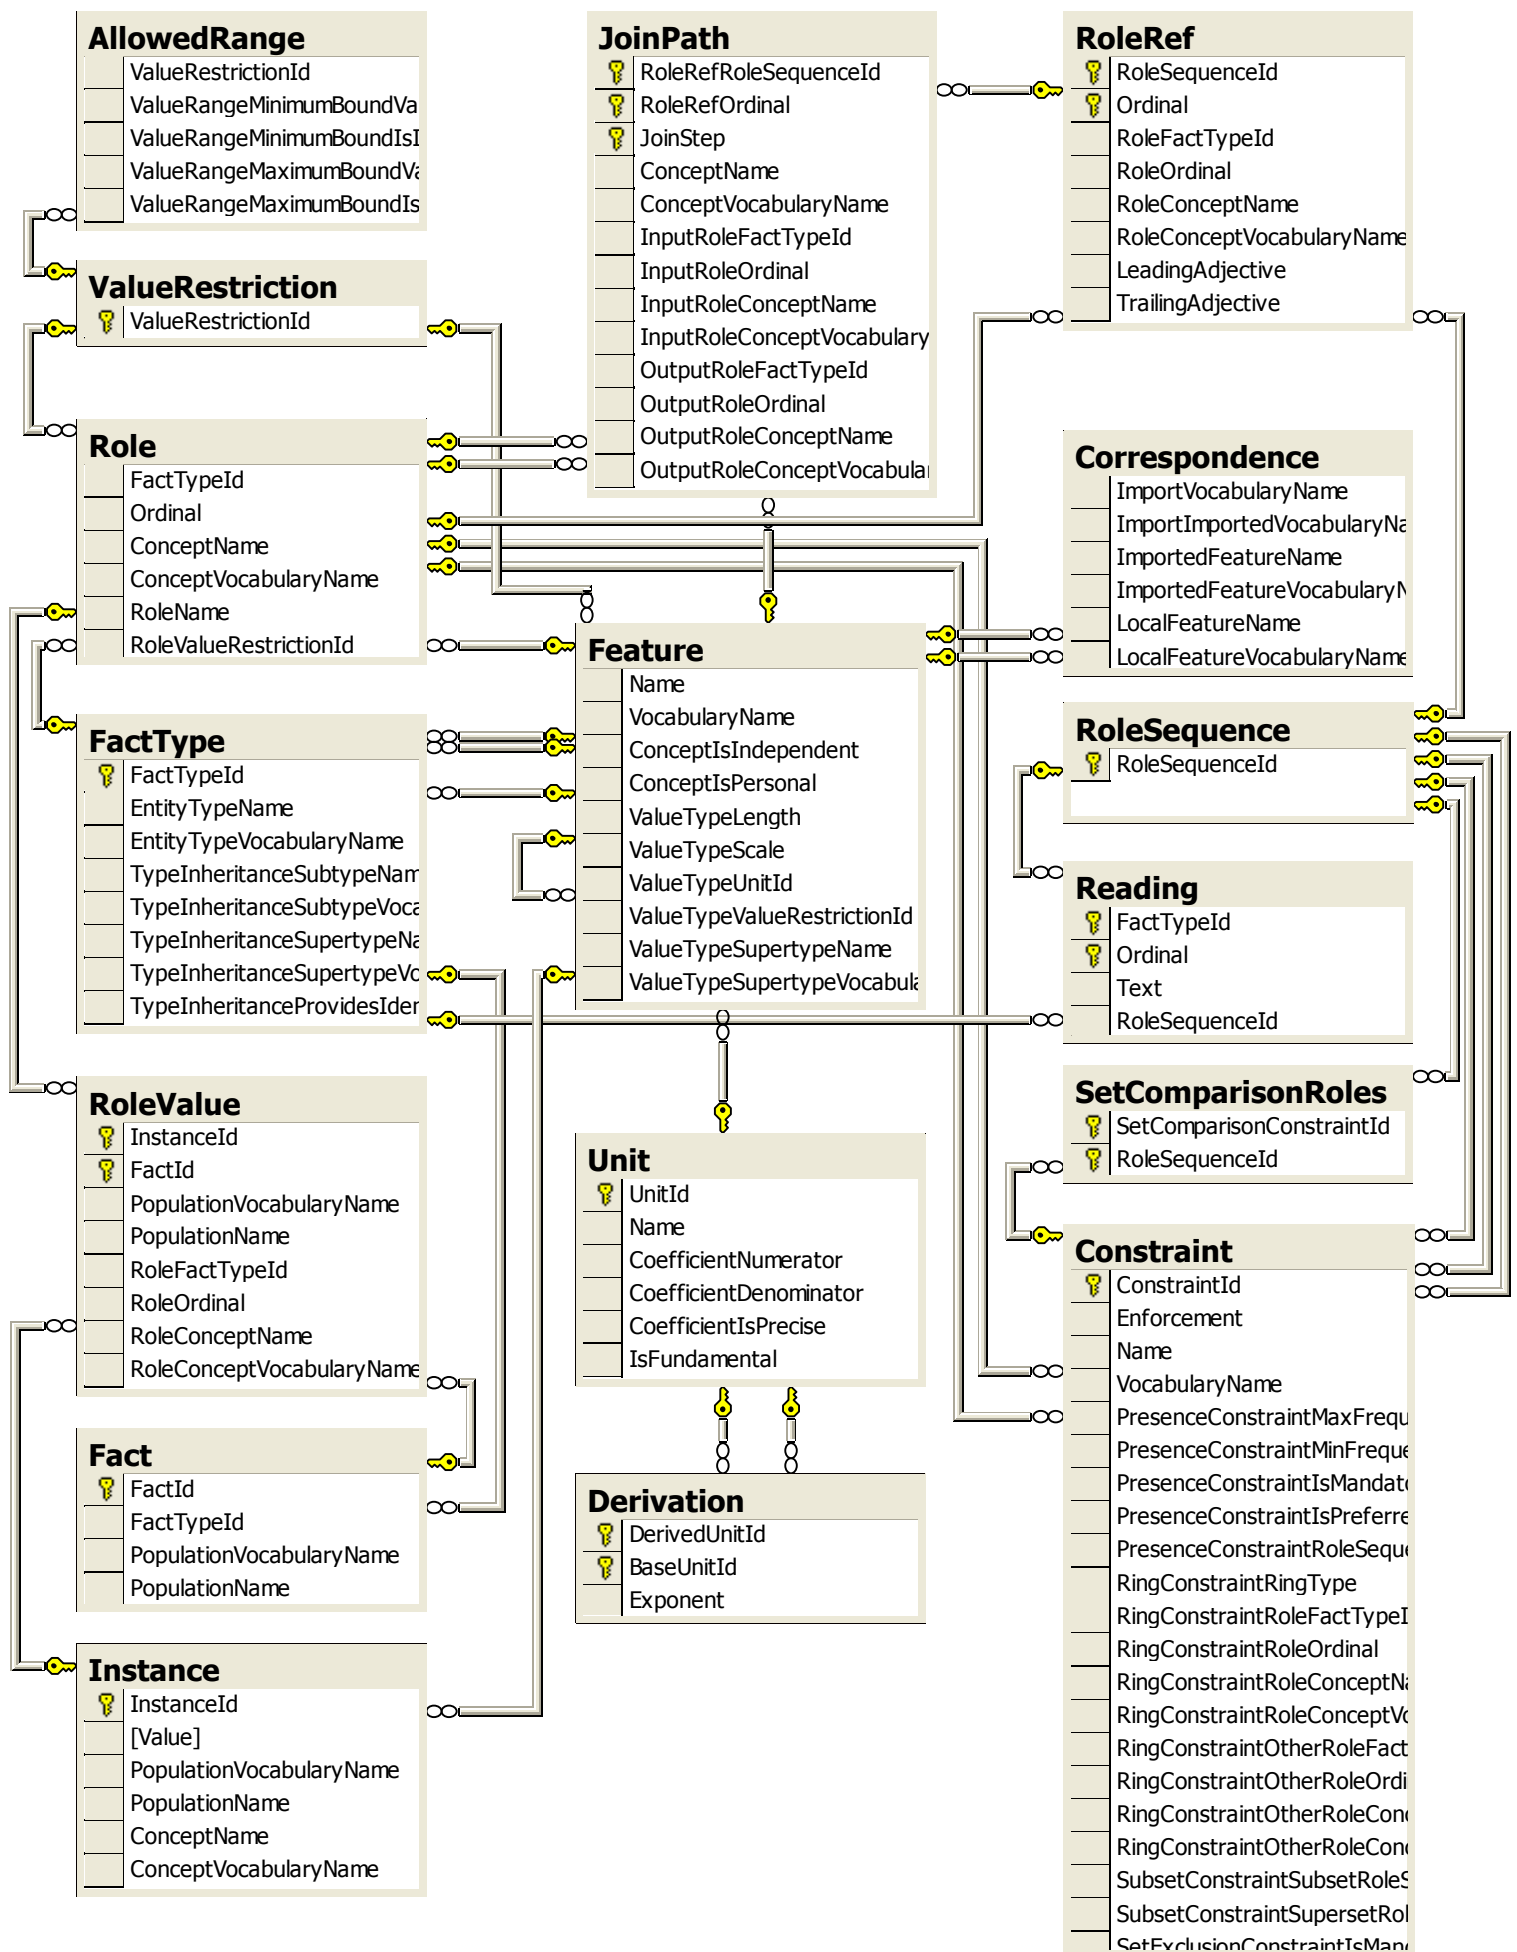 AllowedRange
ValueRestrictionId
ValueRangeMinimumBoundVa
ValueRangeMinimumBoundIsI
ValueRangeMaximumBoundVa
ValueRangeMaximumBoundIs
ValueRestriction
ValueRestrictionId
Role
FactTypeId
Ordinal
ConceptName
ConceptVocabularyName
RoleName
RoleValueRestrictionId
FactType
FactTypeId
EntityTypeName
EntityTypeVocabularyName
TypeInheritanceSubtypeNam
TypeInheritanceSubtypeVoca
TypeInheritanceSupertypeNa
TypeInheritanceSupertypeVo
TypeInheritanceProvidesIden
RoleValue
InstanceId
FactId
PopulationVocabularyName
PopulationName
RoleFactTypeId
RoleOrdinal
RoleConceptName
RoleConceptVocabularyName
Fact
FactId
FactTypeId
PopulationVocabularyName
PopulationName
Instance
InstanceId
[Value]
PopulationVocabularyName
PopulationName
ConceptName
ConceptVocabularyName
JoinPath
RoleRefRoleSequenceId
RoleRefOrdinal
JoinStep
ConceptName
ConceptVocabularyName
InputRoleFactTypeId
InputRoleOrdinal
InputRoleConceptName
InputRoleConceptVocabulary
OutputRoleFactTypeId
OutputRoleOrdinal
OutputRoleConceptName
OutputRoleConceptVocabular
Feature
Name
VocabularyName
ConceptIsIndependent
ConceptIsPersonal
ValueTypeLength
ValueTypeScale
ValueTypeUnitId
ValueTypeValueRestrictionId
ValueTypeSupertypeName
ValueTypeSupertypeVocabula
Unit
UnitId
Name
CoefficientNumerator
CoefficientDenominator
CoefficientIsPrecise
IsFundamental
Derivation
DerivedUnitId
BaseUnitId
Exponent
RoleRef
RoleSequenceId
Ordinal
RoleFactTypeId
RoleOrdinal
RoleConceptName
RoleConceptVocabularyName
LeadingAdjective
TrailingAdjective
Correspondence
ImportVocabularyName
ImportImportedVocabularyNa
ImportedFeatureName
ImportedFeatureVocabularyN
LocalFeatureName
LocalFeatureVocabularyName
RoleSequence
RoleSequenceId
Reading
FactTypeId
Ordinal
Text
RoleSequenceId
SetComparisonRoles
SetComparisonConstraintId
RoleSequenceId
Constraint
ConstraintId
Enforcement
Name
VocabularyName
PresenceConstraintMaxFrequ
PresenceConstraintMinFreque
PresenceConstraintIsMandato
PresenceConstraintIsPreferre
PresenceConstraintRoleSeque
RingConstraintRingType
RingConstraintRoleFactTypeI
RingConstraintRoleOrdinal
RingConstraintRoleConceptNa
RingConstraintRoleConceptVo
RingConstraintOtherRoleFact
RingConstraintOtherRoleOrdi
RingConstraintOtherRoleConc
RingConstraintOtherRoleConc
SubsetConstraintSubsetRoleS
SubsetConstraintSupersetRol
SetExclusionConstraintIsMand